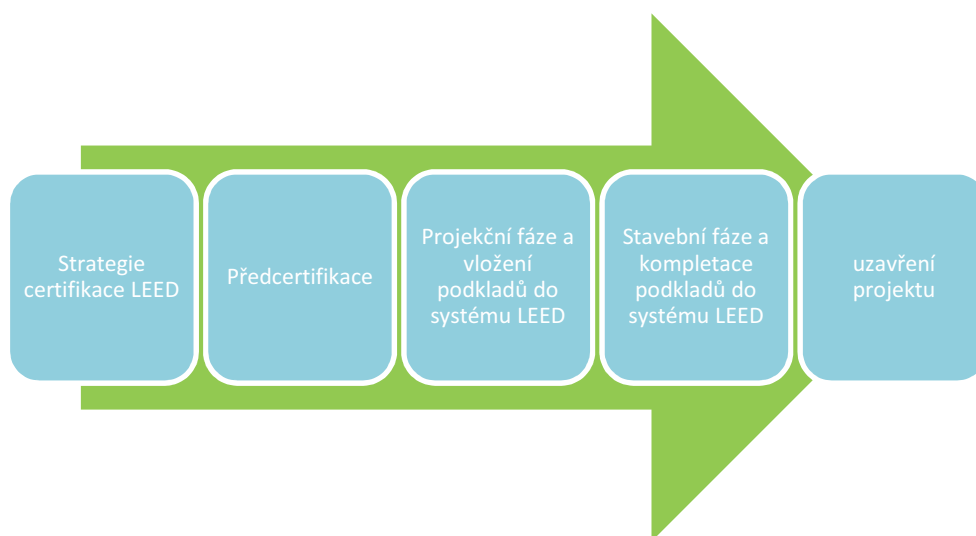 Strategie
certifikace LEED
Předcertifikace
Projekční fáze a
vložení
podkladů do
systému LEED
Stavební fáze a
kompletace
podkladů do
systému LEED
uzavření
projektu